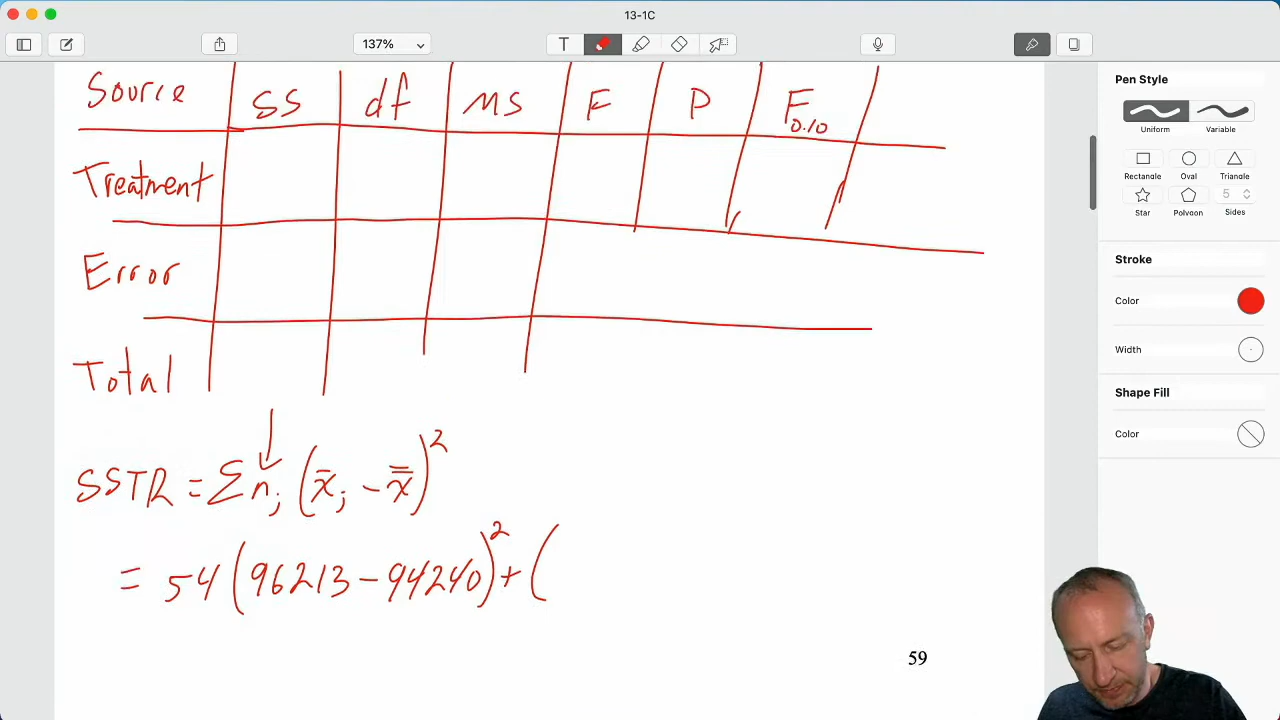 13-1C
137%
T
Pen Style
Uniform Variable
Rectangle Oval Triangle
Star Polygon Sides
5
Stroke
Color
Width
Shape Fill
Color
Source SS df MS F P F0.10
Treatment
Error
Total
SSTR = Σ nj (x̄j − x̿)²
= 54 (96213 − 94240)² + (
59